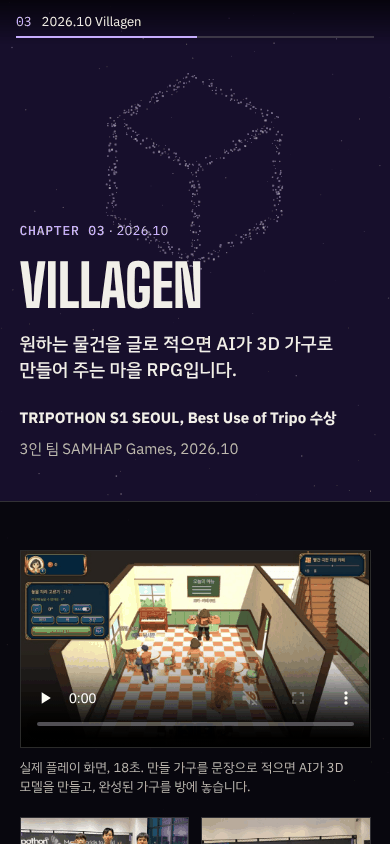 03 2026.10 Villagen
CHAPTER 03 · 2026.10
VILLAGEN
원하는 물건을 글로 적으면 AI가 3D 가구로
만들어 주는 마을 RPG입니다.
TRIPOTHON S1 SEOUL, Best Use of Tripo 수상
3인 팀 SAMHAP Games, 2026.10
오늘의 메뉴
0:00
실제 플레이 화면, 18초. 만들 가구를 문장으로 적으면 AI가 3D
모델을 만들고, 완성된 가구를 방에 놓습니다.